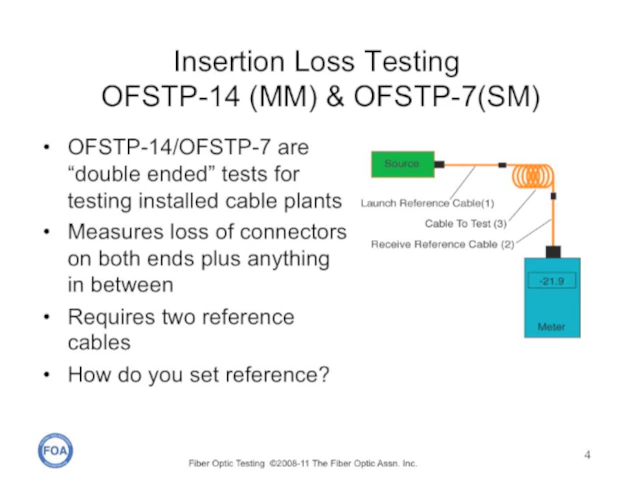 Insertion Loss Testing
OFSTP-14 (MM) & OFSTP-7(SM)
• OFSTP-14/OFSTP-7 are
“double ended” tests for
testing installed cable plants
• Measures loss of connectors
on both ends plus anything
in between
• Requires two reference
cables
• How do you set reference?
Source
Launch Reference Cable(1)
Cable To Test (3)
Receive Reference Cable (2)
-21.9
Meter
FOA
Fiber Optic Testing ©2008-11 The Fiber Optic Assn. Inc.
4